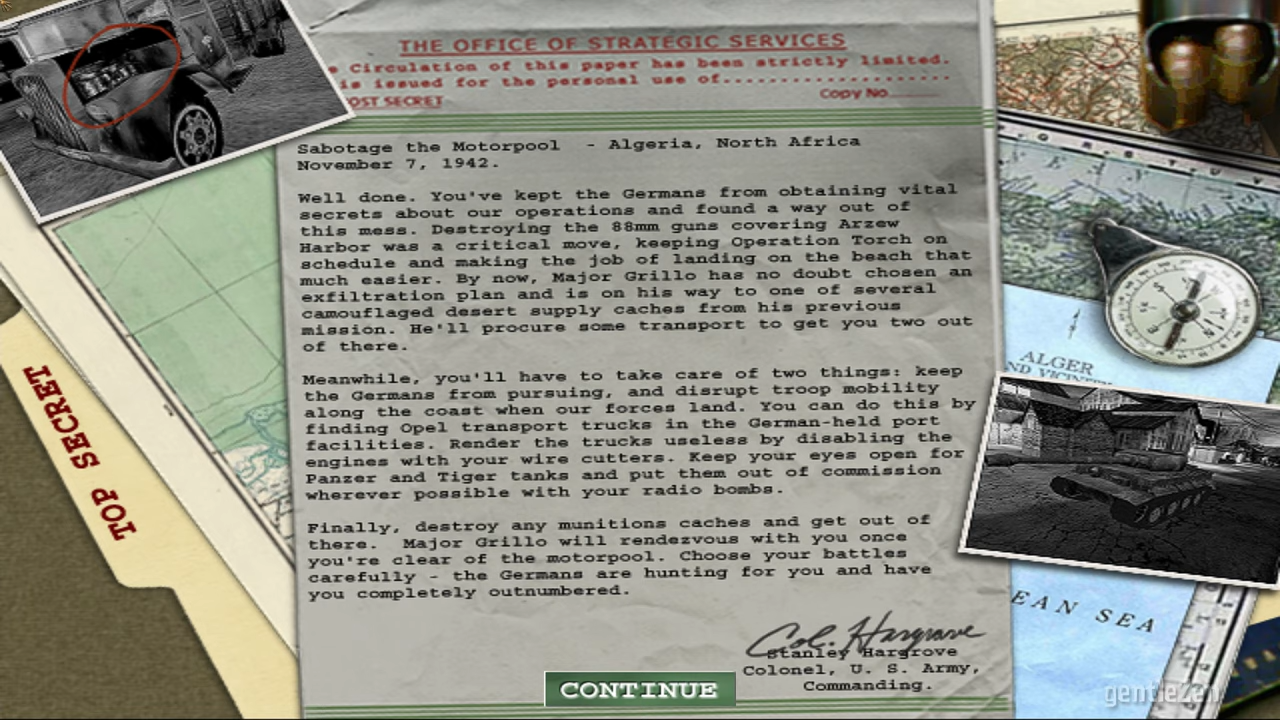 THE OFFICE OF STRATEGIC SERVICES
e Circulation of this paper has been strictly limited.
is issued for the personal use of....................
OST SECRET
Copy No.
Sabotage the Motorpool - Algeria, North Africa
November 7, 1942.
Well done. You've kept the Germans from obtaining vital
secrets about our operations and found a way out of
this mess. Destroying the 88mm guns covering Arzew
Harbor was a critical move, keeping Operation Torch on
schedule and making the job of landing on the beach that
much easier. By now, Major Grillo has no doubt chosen an
exfiltration plan and is on his way to one of several
camouflaged desert supply caches from his previous
mission. He'll procure some transport to get you two out
of there.
Meanwhile, you'll have to take care of two things: keep
the Germans from pursuing, and disrupt troop mobility
along the coast when our forces land. You can do this by
finding Opel transport trucks in the German-held port
facilities. Render the trucks useless by disabling the
engines with your wire cutters. Keep your eyes open for
Panzer and Tiger tanks and put them out of commission
wherever possible with your radio bombs.
Finally, destroy any munitions caches and get out of
there. Major Grillo will rendezvous with you once
you're clear of the motorpool. Choose your battles
carefully - the Germans are hunting for you and have
you completely outnumbered.
Col. Hargrave
Stanley Hargrove
Colonel, U. S. Army,
Commanding.
CONTINUE
TOP SECRET
ALGER
ND VICINITY
EAN SEA